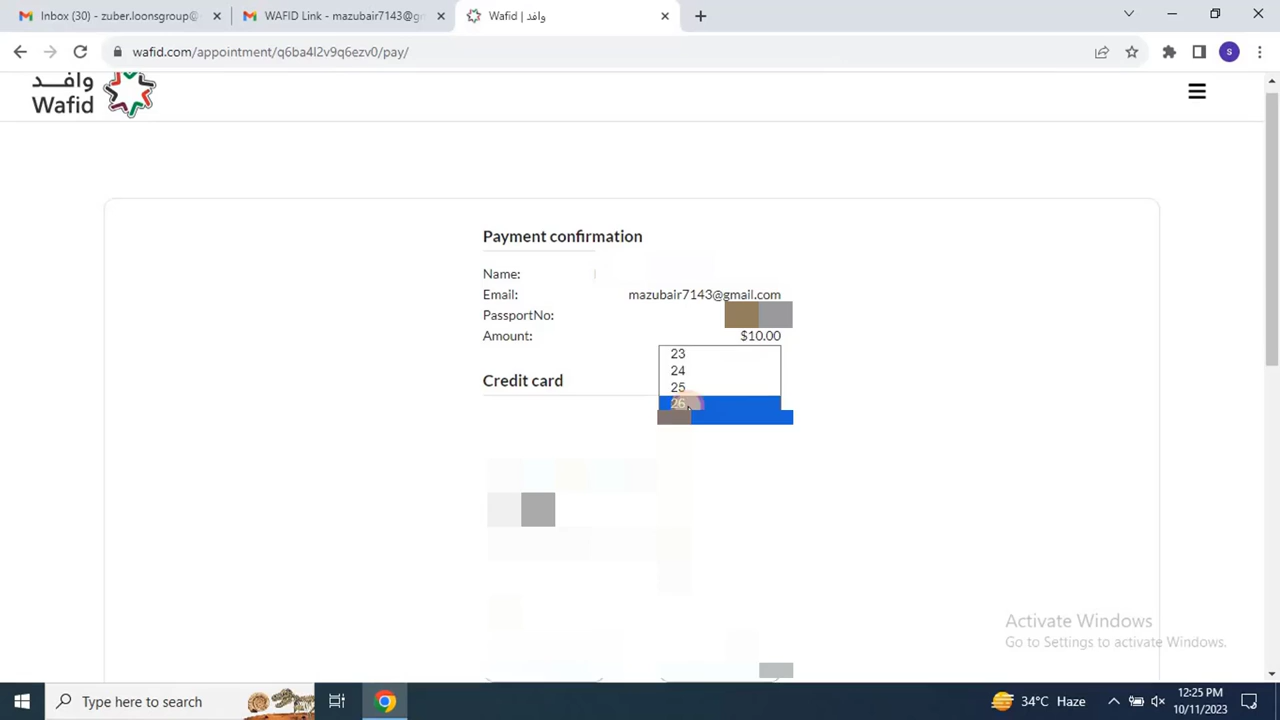 Inbox (30) - zuber.loonsgroup@
WAFID Link - mazubair7143@gm
Wafid | وافد
wafid.com/appointment/q6ba4l2v9q6ezv0/pay/
S
وافد
Wafid
Payment confirmation
Name:
Email: mazubair7143@gmail.com
PassportNo:
Amount: $10.00
23
24
25
26
Credit card
Activate Windows
Go to Settings to activate Windows.
Type here to search
34°C Haze
12:25 PM
10/11/2023